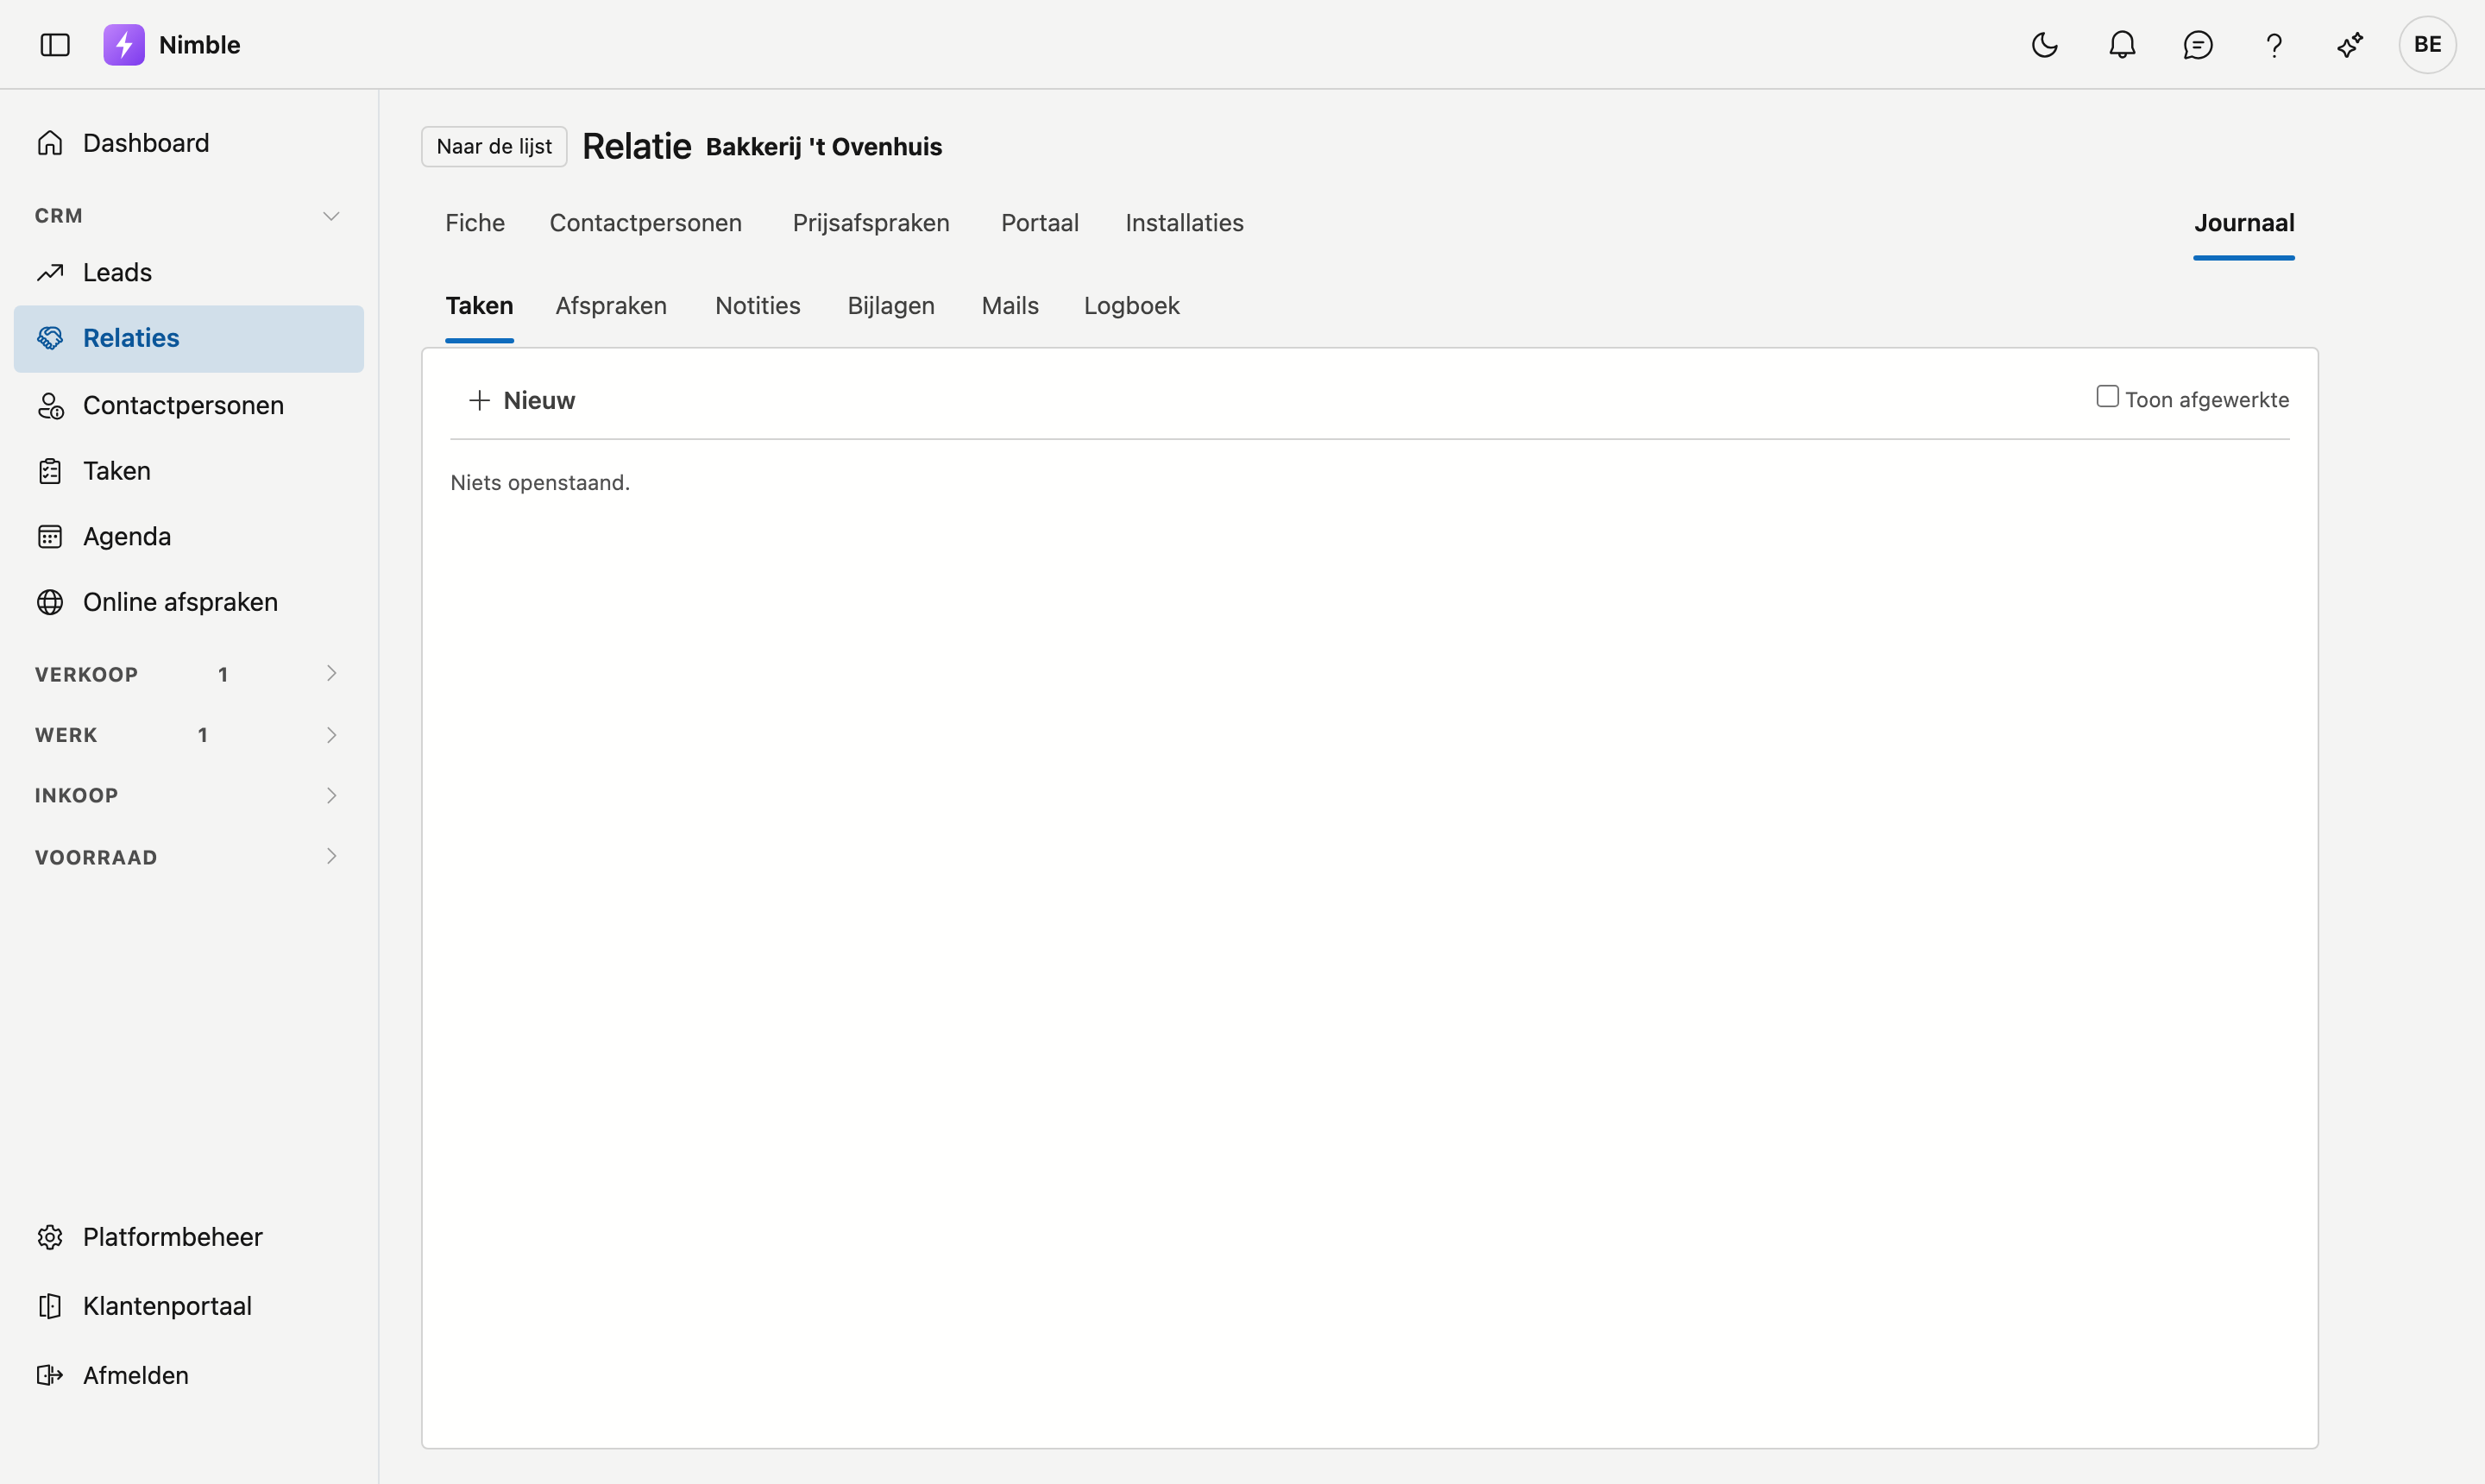 Nimble
BE
Dashboard
CRM
Leads
Relaties
Contactpersonen
Taken
Agenda
Online afspraken
VERKOOP 1
WERK 1
INKOOP
VOORRAAD
Platformbeheer
Klantenportaal
Afmelden
Naar de lijst Relatie Bakkerij 't Ovenhuis
Fiche Contactpersonen Prijsafspraken Portaal Installaties Journaal
Taken Afspraken Notities Bijlagen Mails Logboek
Nieuw Toon afgewerkte
Niets openstaand.